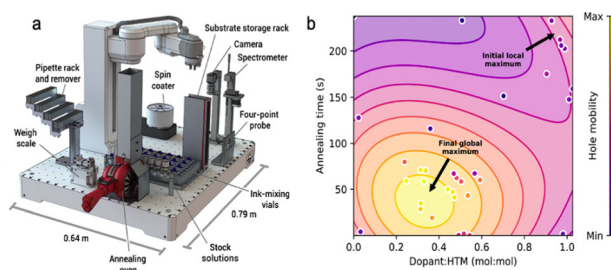 a
Pipette rack
and remover
Spin
coater
Substrate storage rack
Camera
Spectrometer
Four-point
probe
Weigh
scale
Ink-mixing
vials
0.79 m
Stock
solutions
0.64 m
Annealing
oven
b
Annealing time (s)
200
150
100
50
0.0
0.2
0.4
0.6
0.8
1.0
Dopant:HTM (mol:mol)
Initial local
maximum
Final global
maximum
Max
Hole mobility
Min